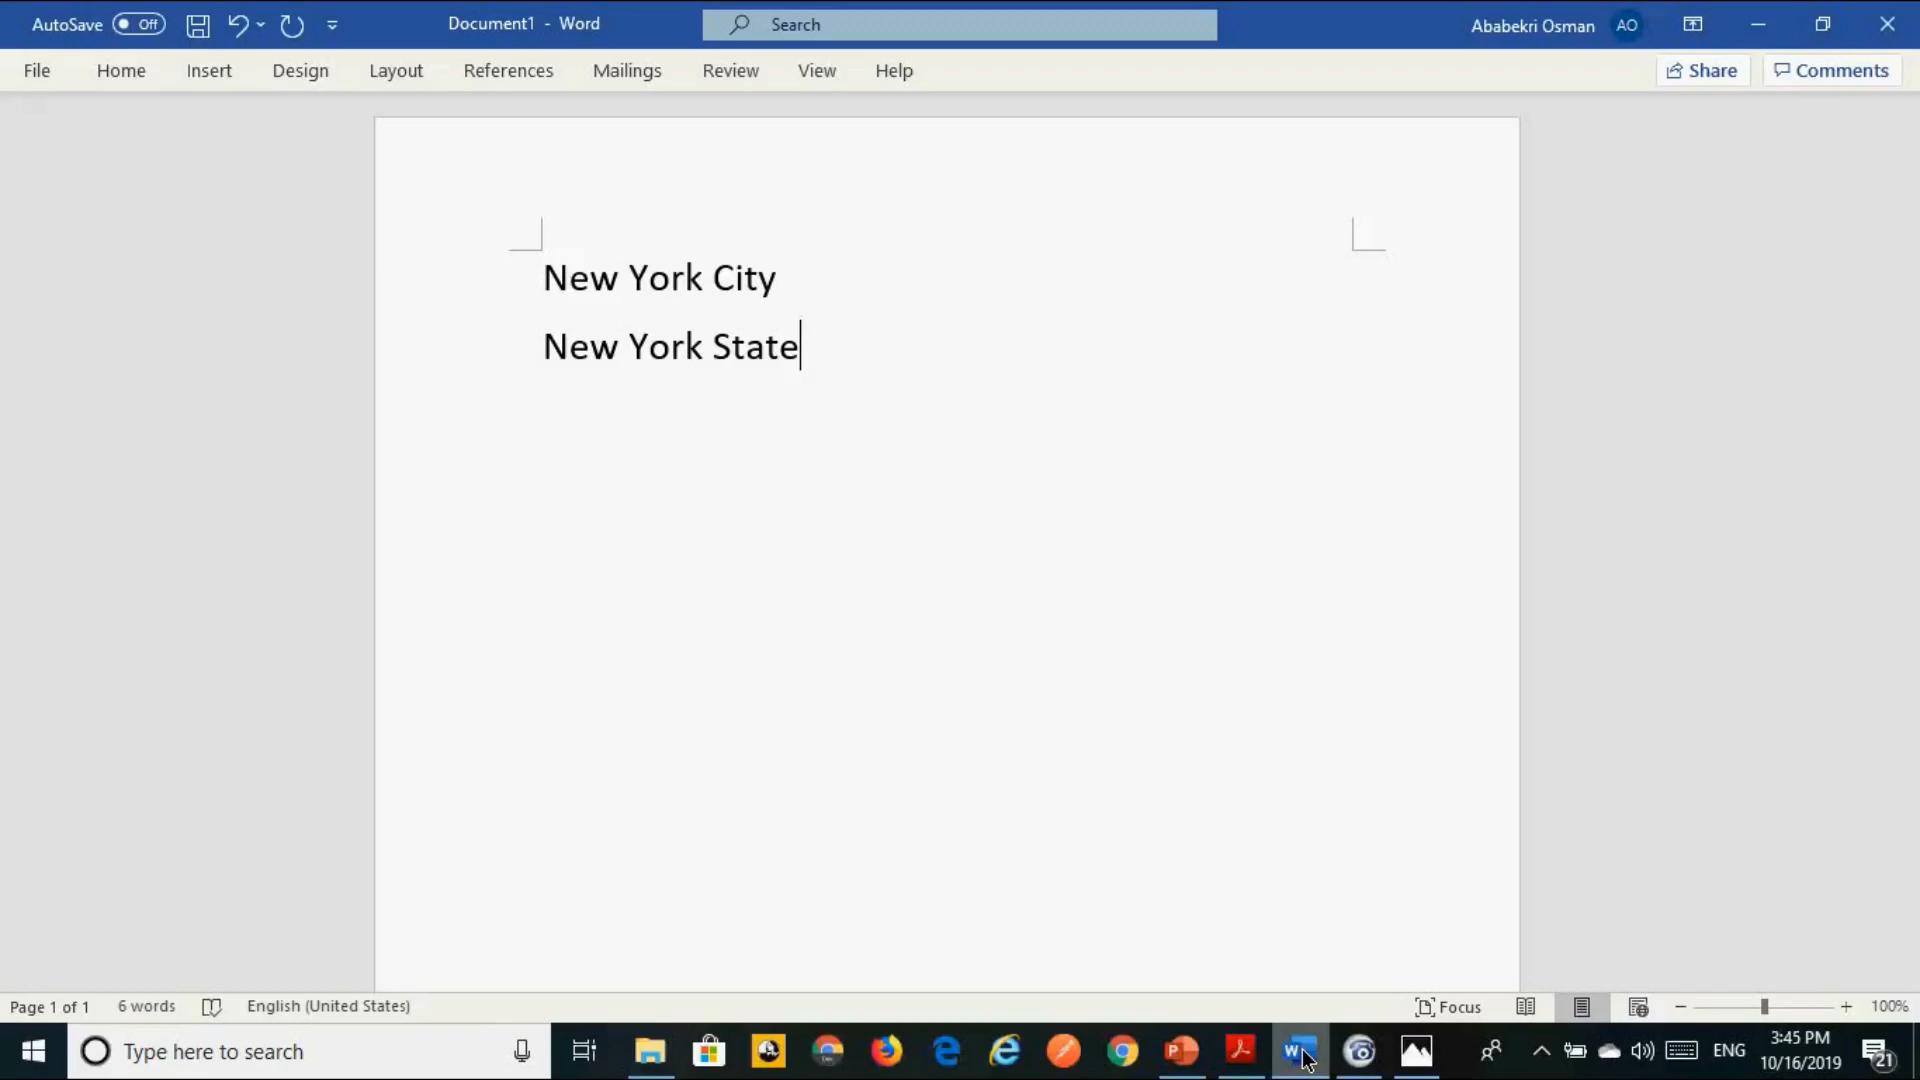 AutoSave Off Document1 - Word Search Ababekri Osman AO
File Home Insert Design Layout References Mailings Review View Help Share Comments
New York City
New York State
Page 1 of 1 6 words English (United States) Focus 100%
Type here to search ENG 3:45 PM
10/16/2019 21